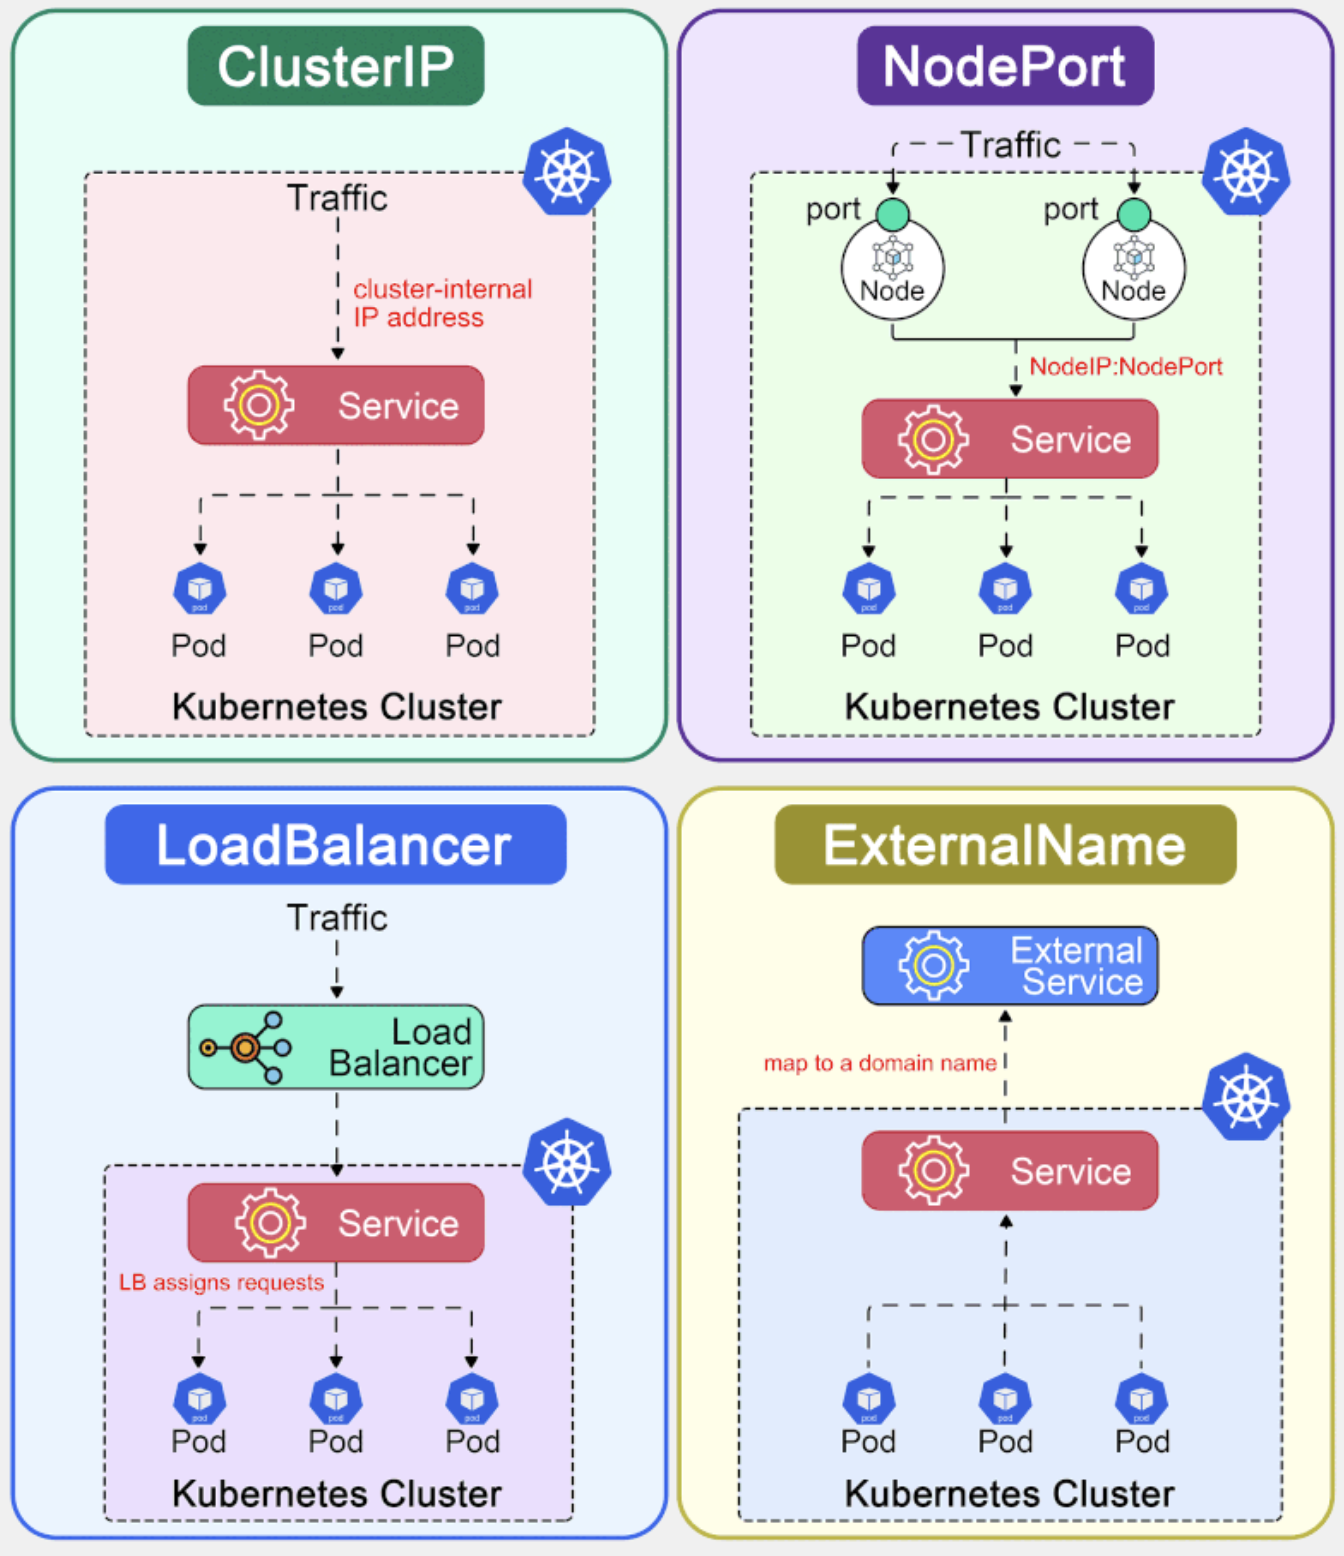 ClusterIP
Traffic
cluster-internal
IP address
Service
pod
pod
pod
Pod
Pod
Pod
Kubernetes Cluster
NodePort
Traffic
port
port
Node
Node
NodeIP:NodePort
Service
pod
pod
pod
Pod
Pod
Pod
Kubernetes Cluster
LoadBalancer
Traffic
Load
Balancer
Service
LB assigns requests
pod
pod
pod
Pod
Pod
Pod
Kubernetes Cluster
ExternalName
External
Service
map to a domain name
Service
pod
pod
pod
Pod
Pod
Pod
Kubernetes Cluster